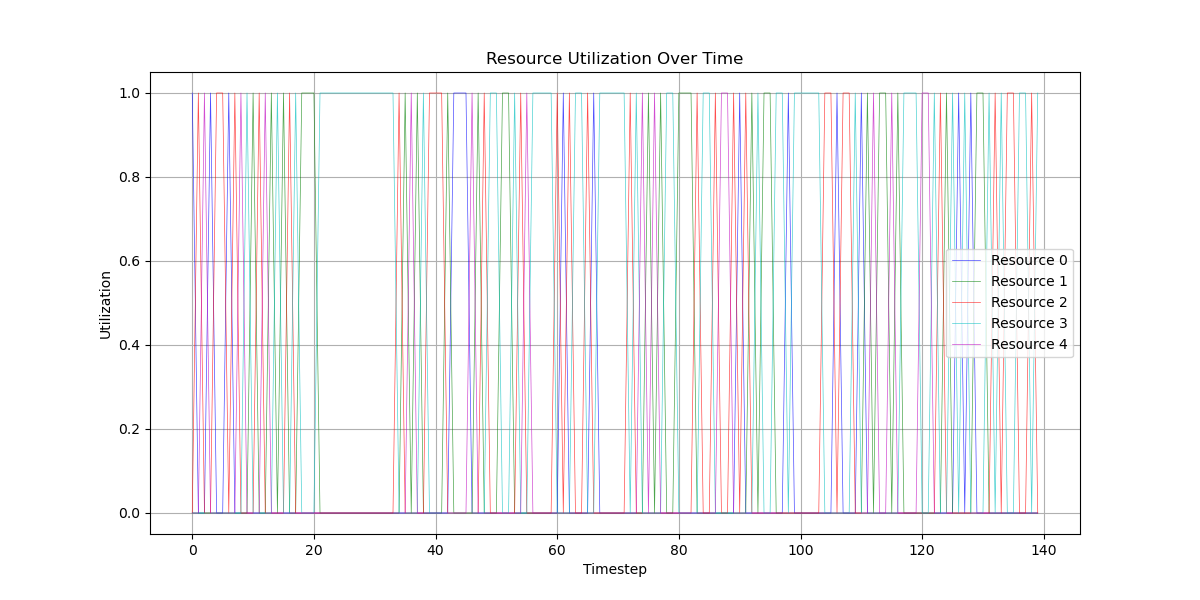 Resource Utilization Over Time
1.0
0.8
0.6
0.4
0.2
0.0
Utilization
Resource 0
Resource 1
Resource 2
Resource 3
Resource 4
0 20 40 60 80 100 120 140
Timestep